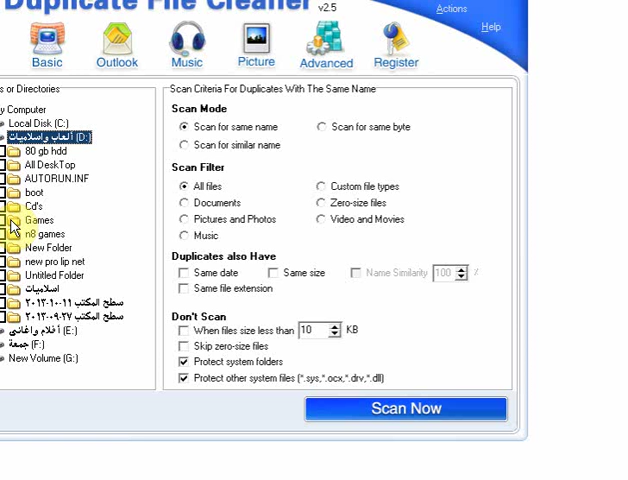 Duplicate File Cleaner v2.5
Actions
Help
Basic
Outlook
Music
Picture
Advanced
Register
s or Directories
y Computer
Local Disk (C:)
ألعاب واسلاميات (D:)
80 gb hdd
All DeskTop
AUTORUN.INF
boot
Cd's
Games
n8 games
New Folder
new pro lip net
Untitled Folder
اسلاميات
سطح المكتب ١١-١٠-٢٠١٣
سطح المكتب ٢٧-٠٩-٢٠١٣
أفلام واغانى (E:)
جمعة (F:)
New Volume (G:)
Scan Criteria For Duplicates With The Same Name
Scan Mode
Scan for same name
Scan for same byte
Scan for similar name
Scan Filter
All files
Custom file types
Documents
Zero-size files
Pictures and Photos
Video and Movies
Music
Duplicates also Have
Same date
Same size
Name Similarity 100 %
Same file extension
Don't Scan
When files size less than 10 KB
Skip zero-size files
Protect system folders
Protect other system files (*.sys,*.ocx,*.drv,*.dll)
Scan Now